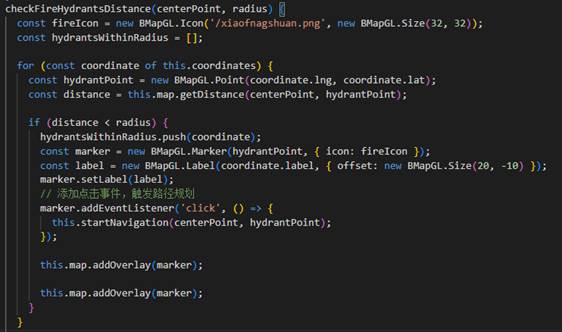 checkFireHydrantsDistance(centerPoint, radius) {
const fireIcon = new BMapGL.Icon('/xiaofnagshuan.png', new BMapGL.Size(32, 32));
const hydrantsWithinRadius = [];
for (const coordinate of this.coordinates) {
const hydrantPoint = new BMapGL.Point(coordinate.lng, coordinate.lat);
const distance = this.map.getDistance(centerPoint, hydrantPoint);
if (distance < radius) {
hydrantsWithinRadius.push(coordinate);
const marker = new BMapGL.Marker(hydrantPoint, { icon: fireIcon });
const label = new BMapGL.Label(coordinate.label, { offset: new BMapGL.Size(20, -10) });
marker.setLabel(label);
// 添加点击事件，触发路径规划
marker.addEventListener('click', () => {
this.startNavigation(centerPoint, hydrantPoint);
});
this.map.addOverlay(marker);
this.map.addOverlay(marker);
}
}